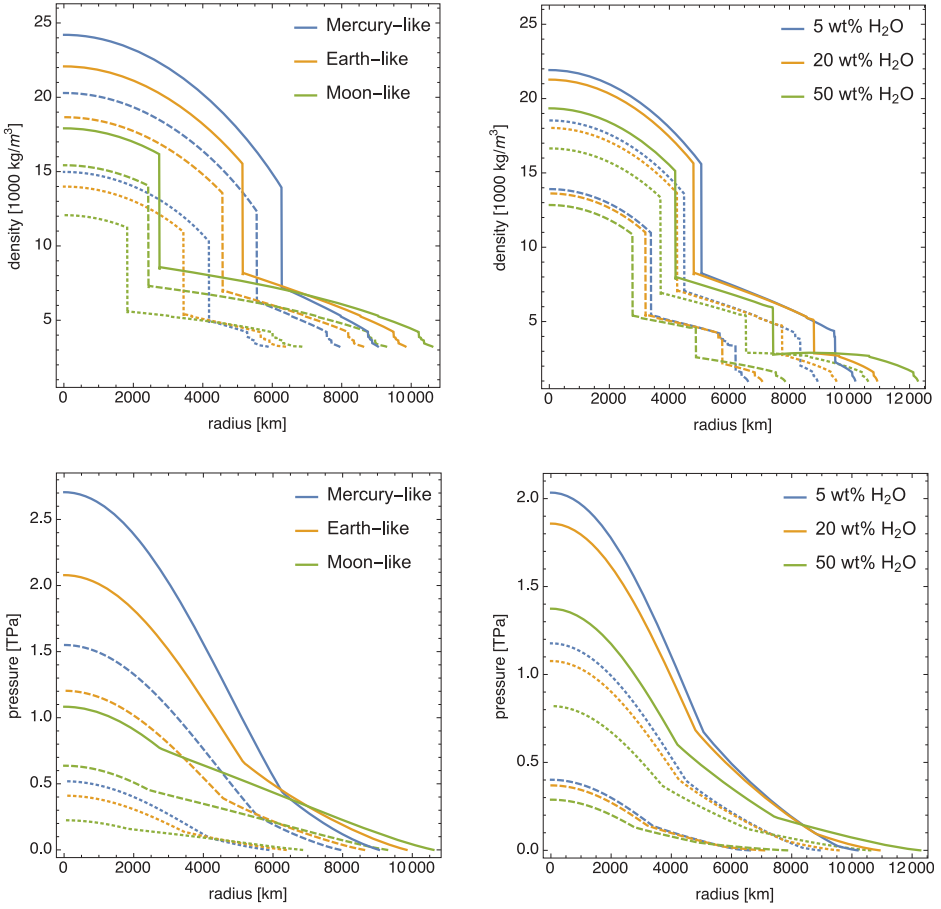 Mercury-like
Earth-like
Moon-like
25
20
15
10
5
0 2000 4000 6000 8000 10000
density [1000 kg/m³]
radius [km]
5 wt% H₂O
20 wt% H₂O
50 wt% H₂O
25
20
15
10
5
0 2000 4000 6000 8000 10000 12000
density [1000 kg/m³]
radius [km]
Mercury-like
Earth-like
Moon-like
2.5
2.0
1.5
1.0
0.5
0.0
0 2000 4000 6000 8000 10000
pressure [TPa]
radius [km]
5 wt% H₂O
20 wt% H₂O
50 wt% H₂O
2.0
1.5
1.0
0.5
0.0
0 2000 4000 6000 8000 10000 12000
pressure [TPa]
radius [km]